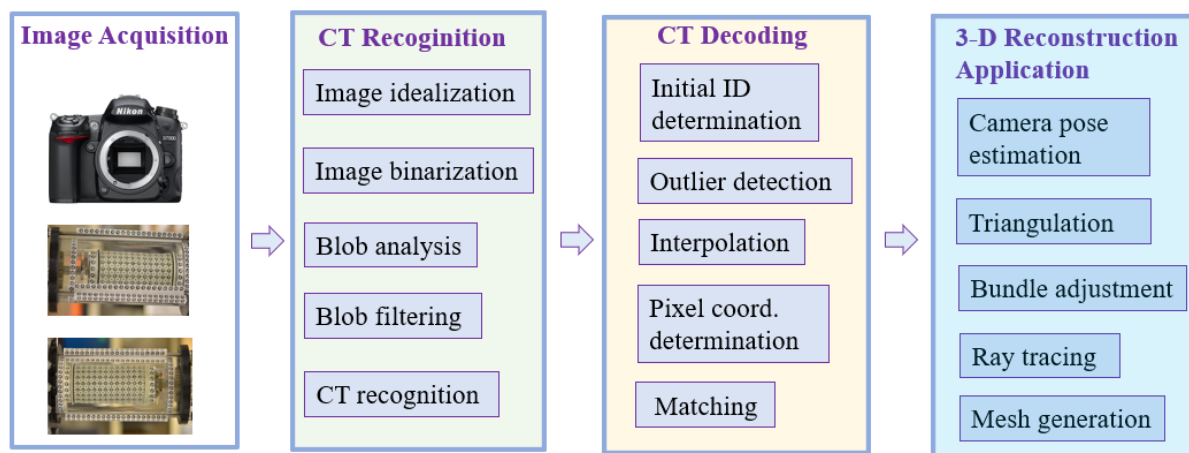 Image Acquisition
Nikon
CT Recoginition
Image idealization
Image binarization
Blob analysis
Blob filtering
CT recognition
CT Decoding
Initial ID
determination
Outlier detection
Interpolation
Pixel coord.
determination
Matching
3-D Reconstruction
Application
Camera pose
estimation
Triangulation
Bundle adjustment
Ray tracing
Mesh generation